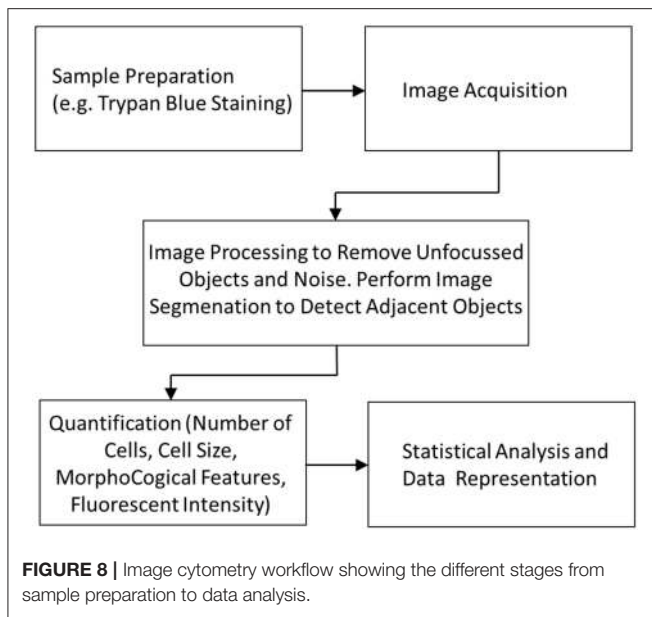 Sample Preparation
(e.g. Trypan Blue Staining)
Image Acquisition
Image Processing to Remove Unfocussed
Objects and Noise. Perform Image
Segmenation to Detect Adjacent Objects
Quantification (Number of
Cells, Cell Size,
MorphoCogical Features,
Fluorescent Intensity)
Statistical Analysis and
Data Representation
FIGURE 8 | Image cytometry workflow showing the different stages from
sample preparation to data analysis.